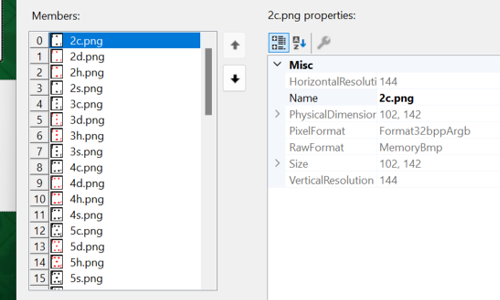 Members:
0 2c.png
1 2d.png
2 2h.png
3 2s.png
4 3c.png
5 3d.png
6 3h.png
7 3s.png
8 4c.png
9 4d.png
10 4h.png
11 4s.png
12 5c.png
13 5d.png
14 5h.png
15 5s.png
2c.png properties:
Misc
HorizontalResoluti 144
Name 2c.png
PhysicalDimension 102, 142
PixelFormat Format32bppArgb
RawFormat MemoryBmp
Size 102, 142
VerticalResolution 144